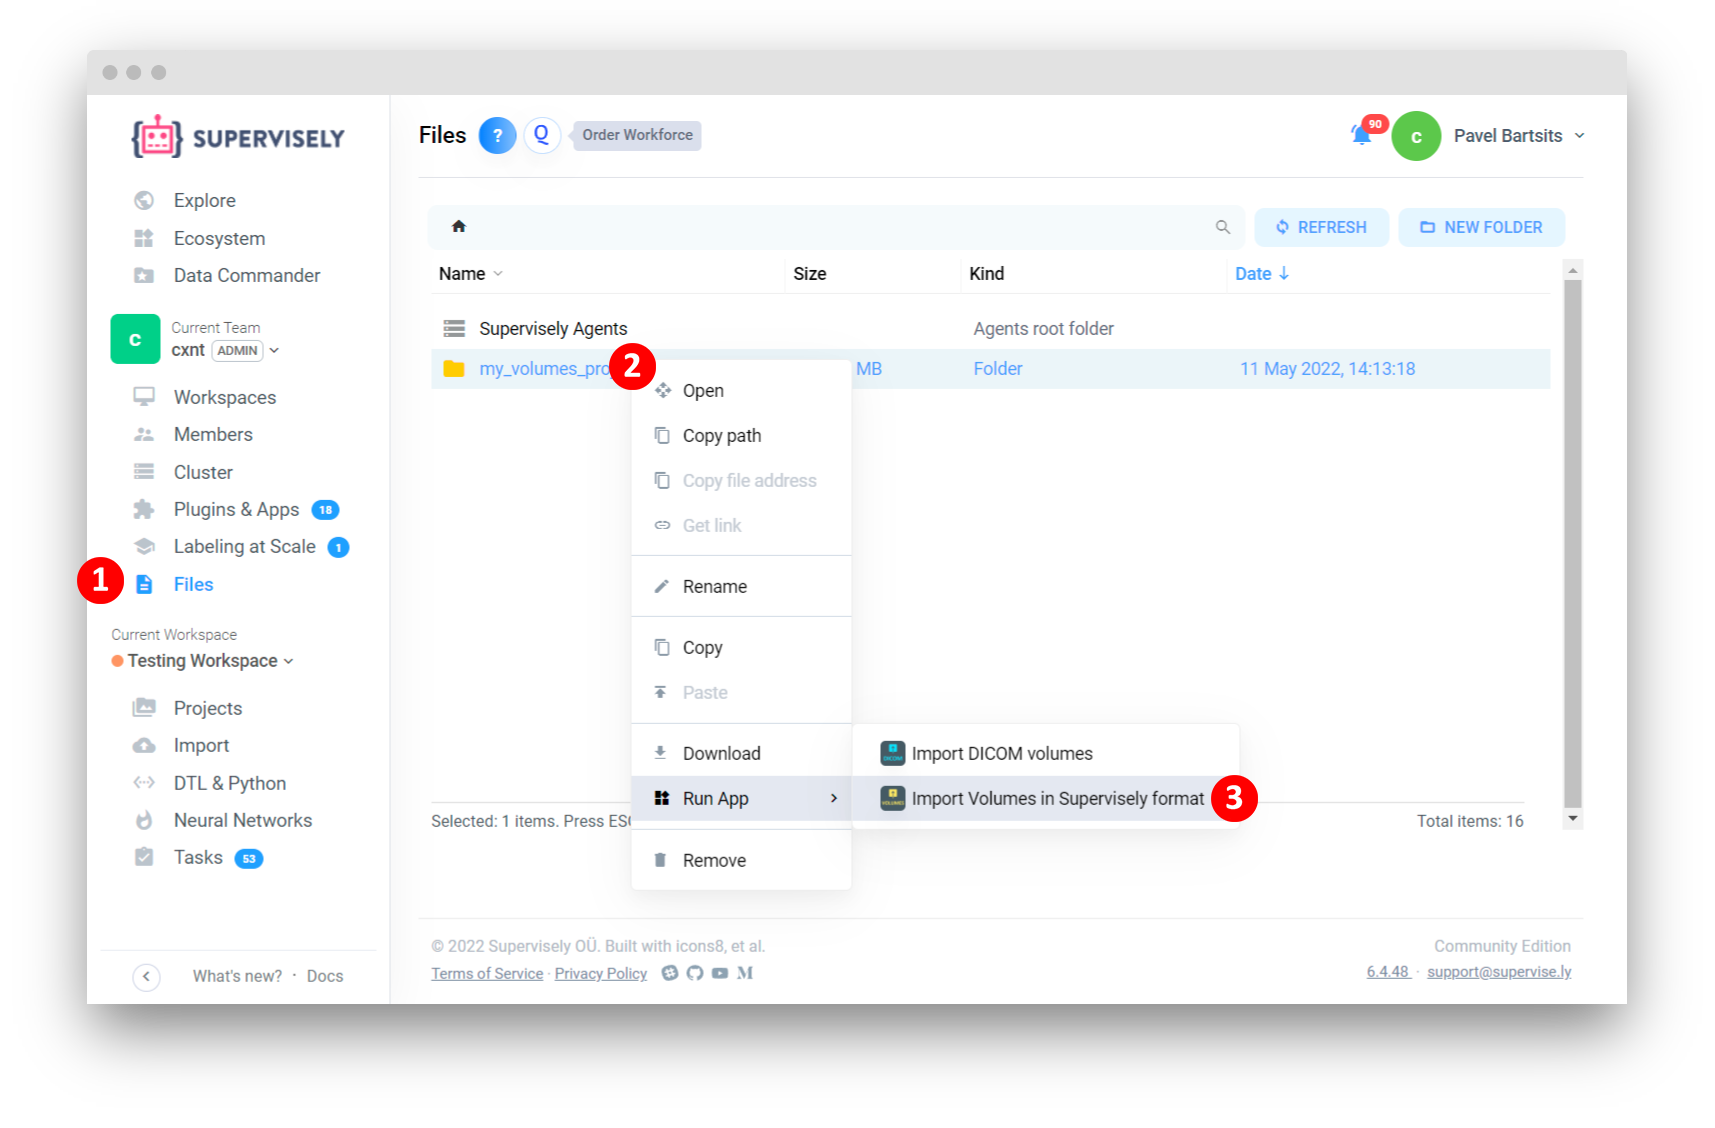 SUPERVISELY
Files
?
Q
Order Workforce
90
c
Pavel Bartsits
Explore
Ecosystem
Data Commander
c
Current Team
cxnt ADMIN
Workspaces
Members
Cluster
Plugins & Apps 18
Labeling at Scale 1
1
Files
Current Workspace
Testing Workspace
Projects
Import
DTL & Python
Neural Networks
Tasks 53
What's new? · Docs
REFRESH
NEW FOLDER
Name
Size
Kind
Date
Supervisely Agents
Agents root folder
my_volumes_pro
2
MB
Folder
11 May 2022, 14:13:18
Open
Copy path
Copy file address
Get link
Rename
Copy
Paste
Download
Run App
Remove
DICOM
Import DICOM volumes
VOLUMES
Import Volumes in Supervisely format
3
Selected: 1 items. Press ES
Total items: 16
© 2022 Supervisely OÜ. Built with icons8, et al.
Terms of Service · Privacy Policy
Community Edition
6.4.48 · support@supervise.ly